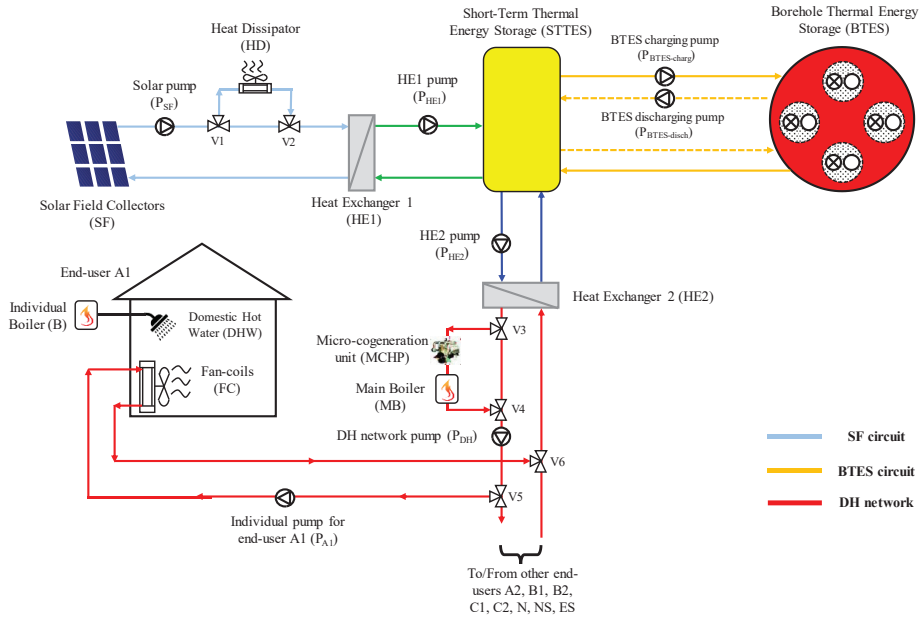 Heat Dissipator
(HD)
Short-Term Thermal
Energy Storage (STTES)
Borehole Thermal Energy
Storage (BTES)
Solar pump
(PSF)
V1
V2
HE1 pump
(PHE1)
BTES charging pump
(PBTES-charg)
BTES discharging pump
(PBTES-disch)
Solar Field Collectors
(SF)
Heat Exchanger 1
(HE1)
HE2 pump
(PHE2)
Heat Exchanger 2 (HE2)
End-user A1
Individual
Boiler (B)
Domestic Hot
Water (DHW)
Fan-coils
(FC)
V3
Micro-cogeneration
unit (MCHP)
Main Boiler
(MB)
V4
DH network pump (PDH)
V6
V5
Individual pump for
end-user A1 (PA1)
To/From other end-
users A2, B1, B2,
C1, C2, N, NS, ES
SF circuit
BTES circuit
DH network